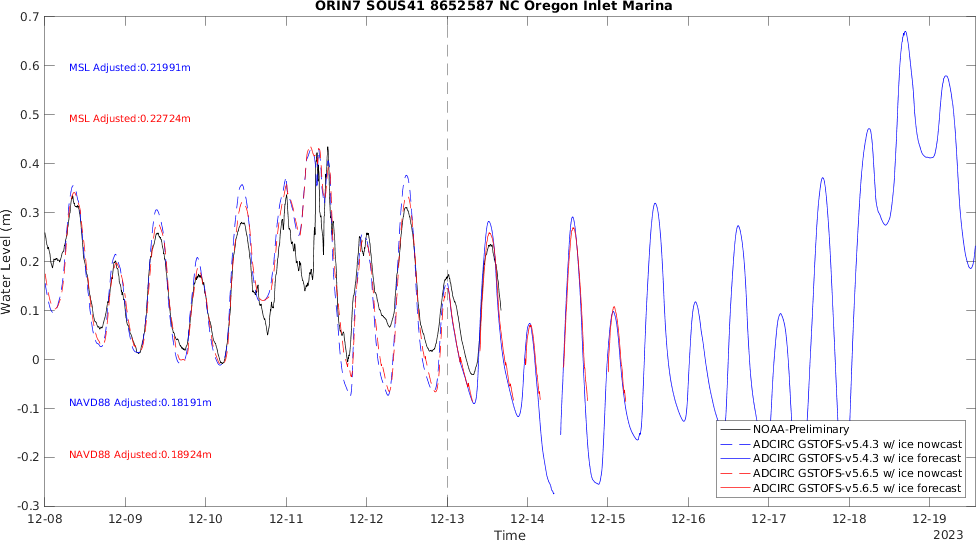 ORIN7 SOUS41 8652587 NC Oregon Inlet Marina
0.7
0.6
0.5
0.4
0.3
0.2
0.1
0
-0.1
-0.2
-0.3
Water Level (m)
MSL Adjusted:0.21991m
MSL Adjusted:0.22724m
NAVD88 Adjusted:0.18191m
NAVD88 Adjusted:0.18924m
NOAA-Preliminary
ADCIRC GSTOFS-v5.4.3 w/ ice nowcast
ADCIRC GSTOFS-v5.4.3 w/ ice forecast
ADCIRC GSTOFS-v5.6.5 w/ ice nowcast
ADCIRC GSTOFS-v5.6.5 w/ ice forecast
12-08 12-09 12-10 12-11 12-12 12-13 12-14 12-15 12-16 12-17 12-18 12-19
Time
2023